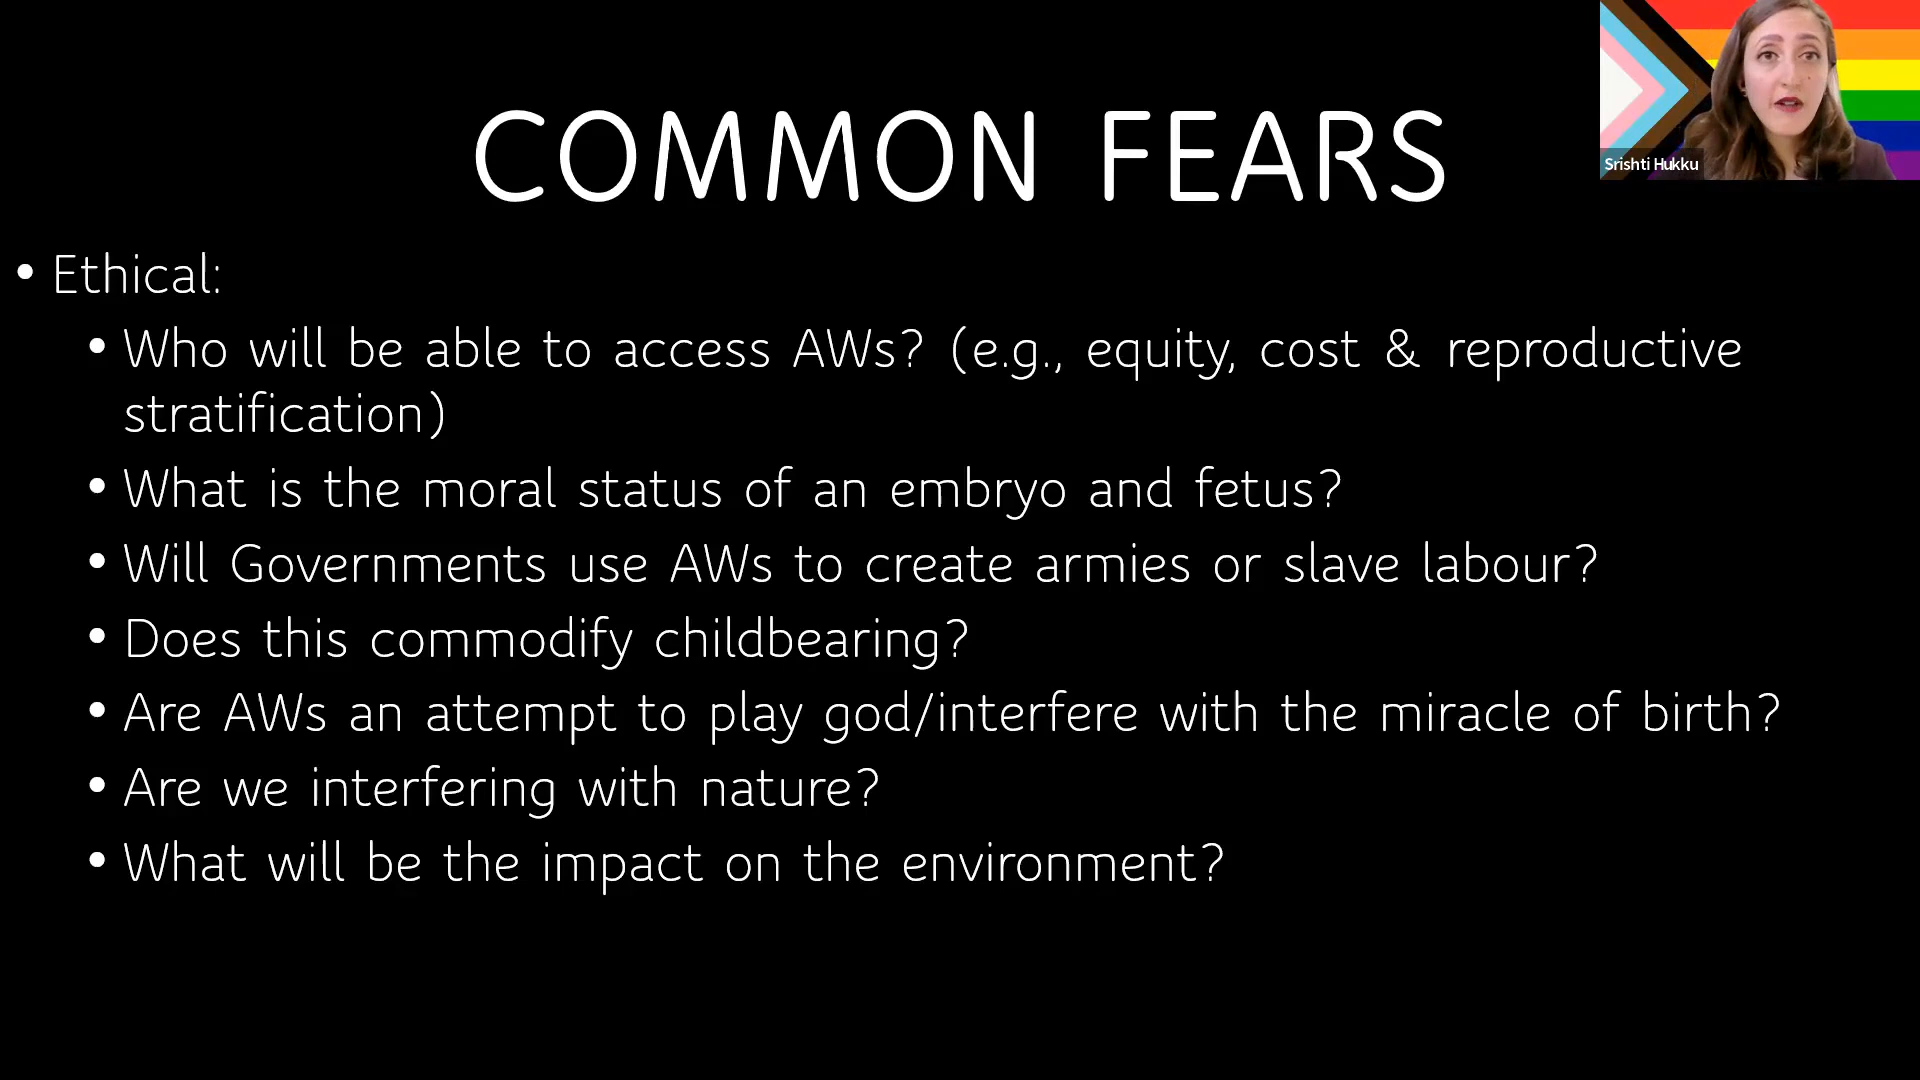 COMMON FEARS
Srishti Hukku
• Ethical:
• Who will be able to access AWs? (e.g., equity, cost & reproductive
stratification)
• What is the moral status of an embryo and fetus?
• Will Governments use AWs to create armies or slave labour?
• Does this commodify childbearing?
• Are AWs an attempt to play god/interfere with the miracle of birth?
• Are we interfering with nature?
• What will be the impact on the environment?